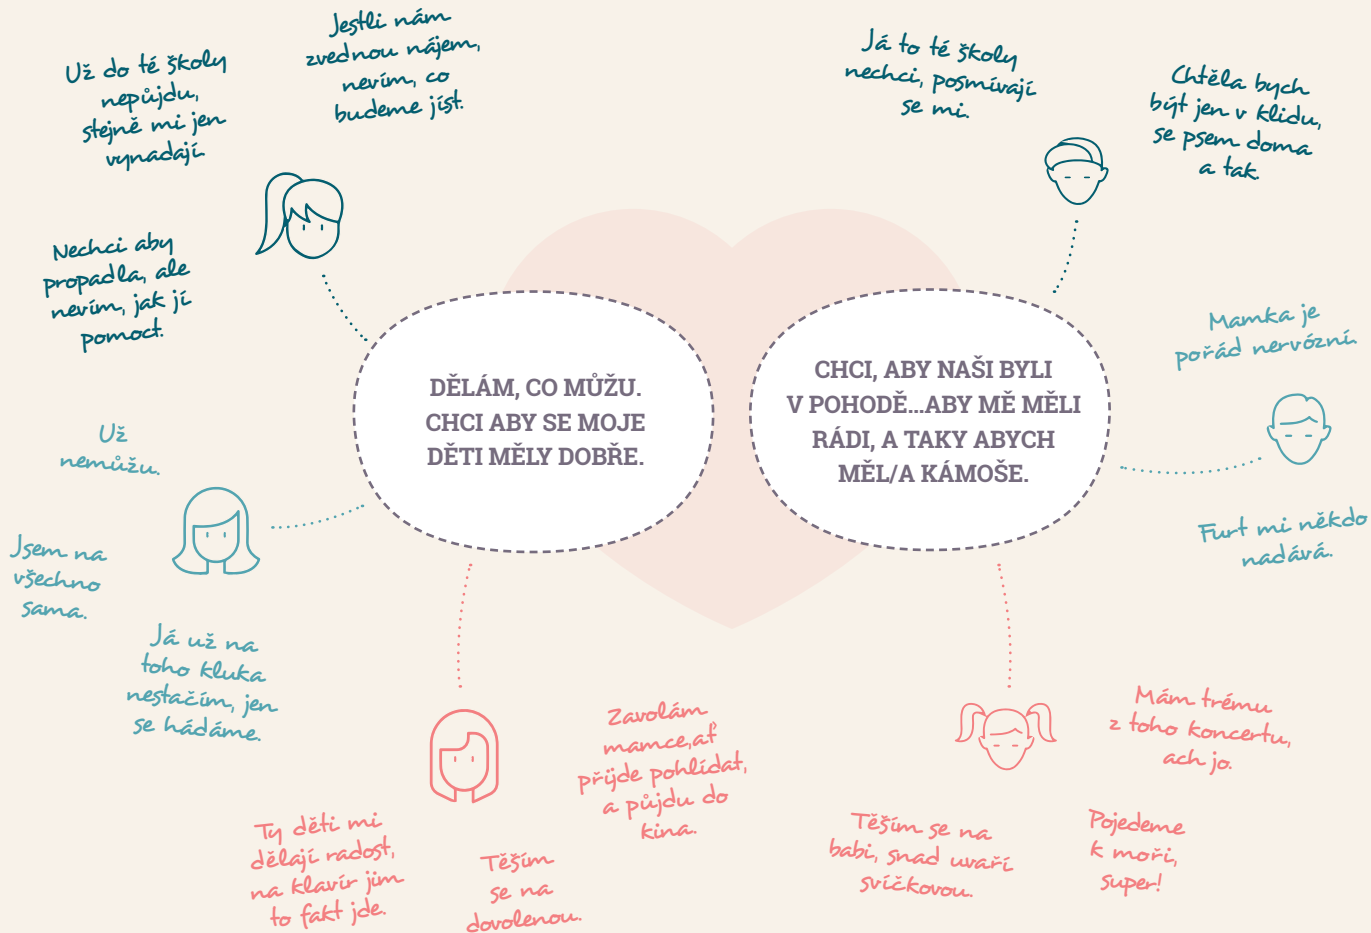 Už do té školy
nepůjdu,
stejně mi jen
vynadají.
Jestli nám
zvednou nájem,
nevím, co
budeme jíst.
Nechci aby
propadla, ale
nevím, jak jí
pomoct.
Už
nemůžu.
Jsem na
všechno
sama.
Já už na
toho kluka
nestačím, jen
se hádáme.
DĚLÁM, CO MŮŽU.
CHCI ABY SE MOJE
DĚTI MĚLY DOBŘE.
Ty děti mi
dělají radost,
na klavír jim
to fakt jde.
Těším
se na
dovolenou.
Zavolám
mamce,ať
přijde pohlídat,
a půjdu do
kina.
Já to té školy
nechci, posmívají
se mi.
Chtěla bych
být jen v klidu,
se psem doma
a tak.
CHCI, ABY NAŠI BYLI
V POHODĚ...ABY MĚ MĚLI
RÁDI, A TAKY ABYCH
MĚL/A KÁMOŠE.
Mamka je
pořád nervózní.
Furt mi někdo
nadává.
Mám trému
z toho koncertu,
ach jo.
Těším se na
babi, snad uvaří
svíčkovou.
Pojedeme
k moři,
super!